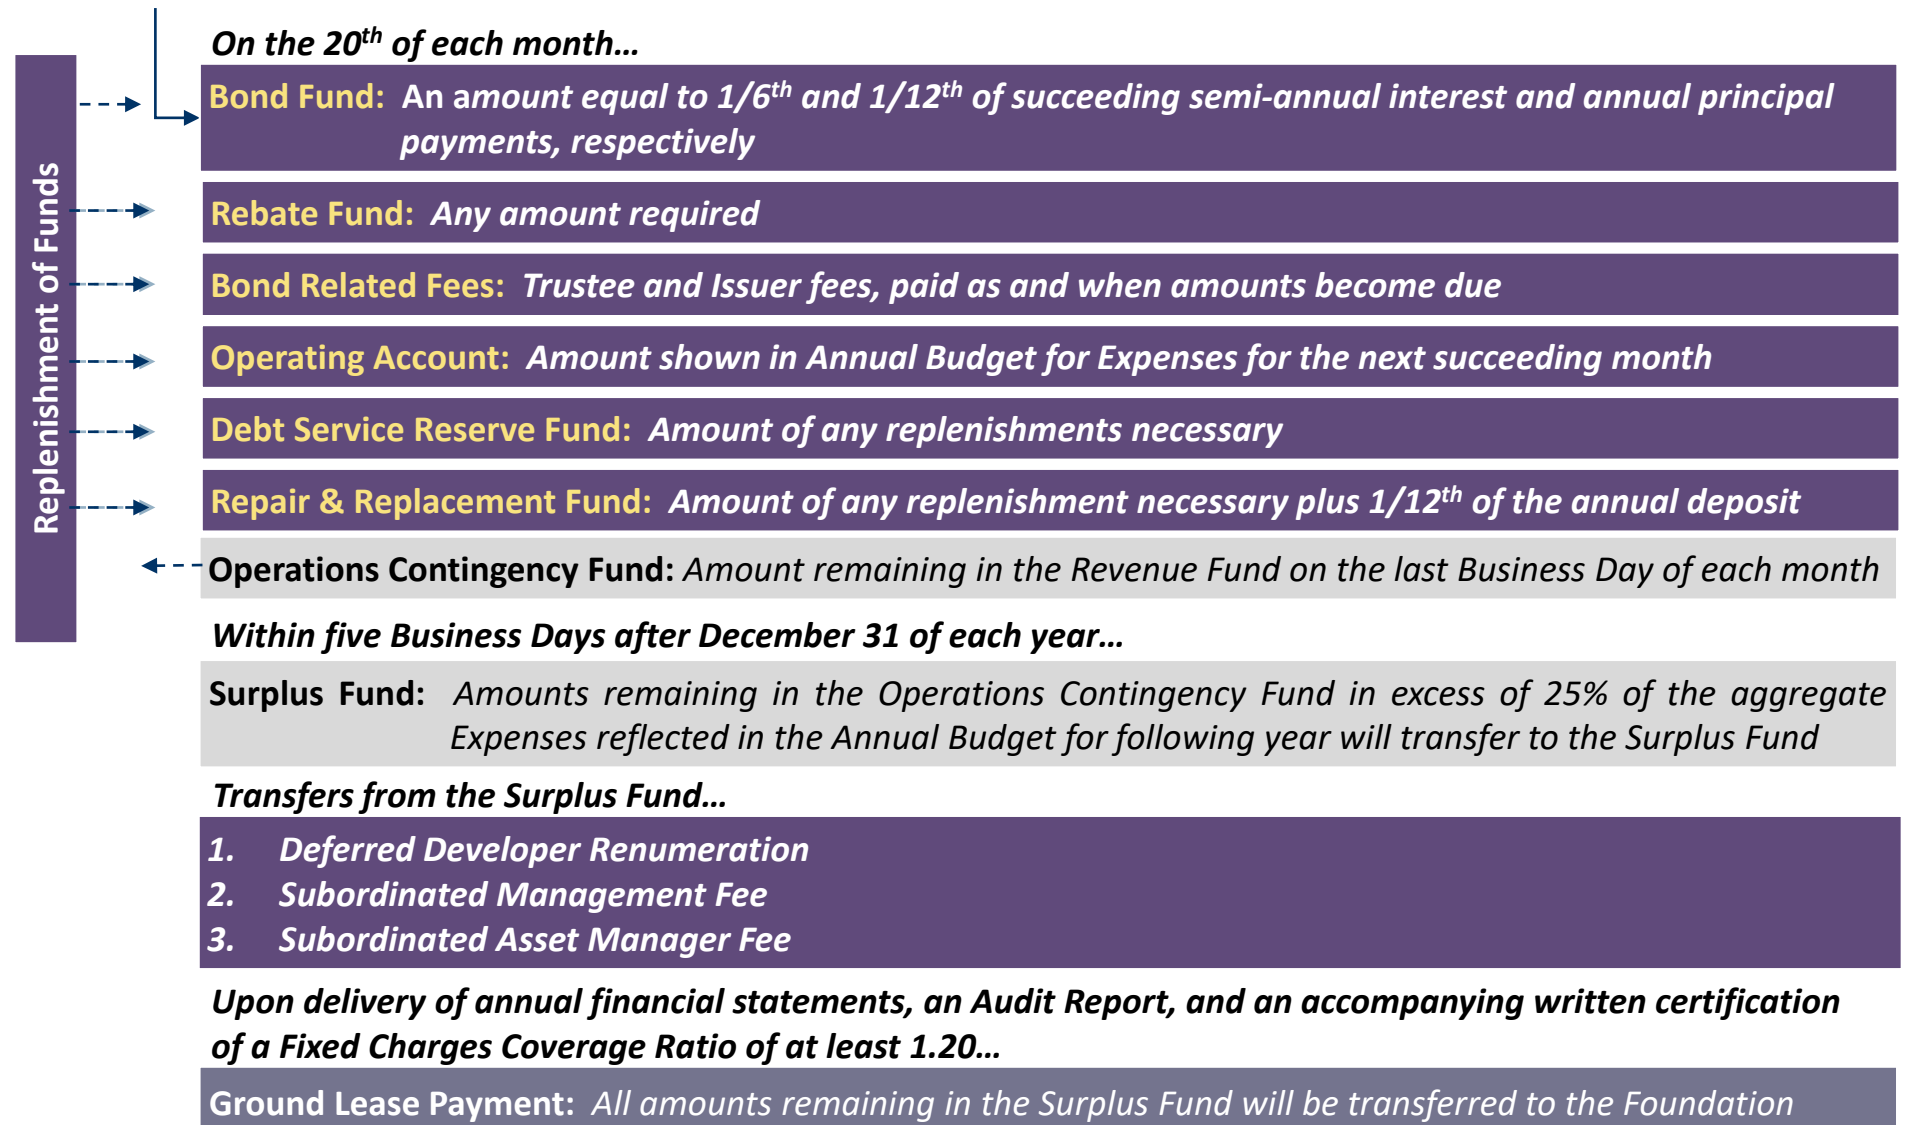 On the 20th of each month…
Replenishment of Funds
Bond Fund: An amount equal to 1/6th and 1/12th of succeeding semi-annual interest and annual principal
payments, respectively
Rebate Fund: Any amount required
Bond Related Fees: Trustee and Issuer fees, paid as and when amounts become due
Operating Account: Amount shown in Annual Budget for Expenses for the next succeeding month
Debt Service Reserve Fund: Amount of any replenishments necessary
Repair & Replacement Fund: Amount of any replenishment necessary plus 1/12th of the annual deposit
Operations Contingency Fund: Amount remaining in the Revenue Fund on the last Business Day of each month
Within five Business Days after December 31 of each year…
Surplus Fund: Amounts remaining in the Operations Contingency Fund in excess of 25% of the aggregate
Expenses reflected in the Annual Budget for following year will transfer to the Surplus Fund
Transfers from the Surplus Fund…
1. Deferred Developer Renumeration
2. Subordinated Management Fee
3. Subordinated Asset Manager Fee
Upon delivery of annual financial statements, an Audit Report, and an accompanying written certification
of a Fixed Charges Coverage Ratio of at least 1.20…
Ground Lease Payment: All amounts remaining in the Surplus Fund will be transferred to the Foundation